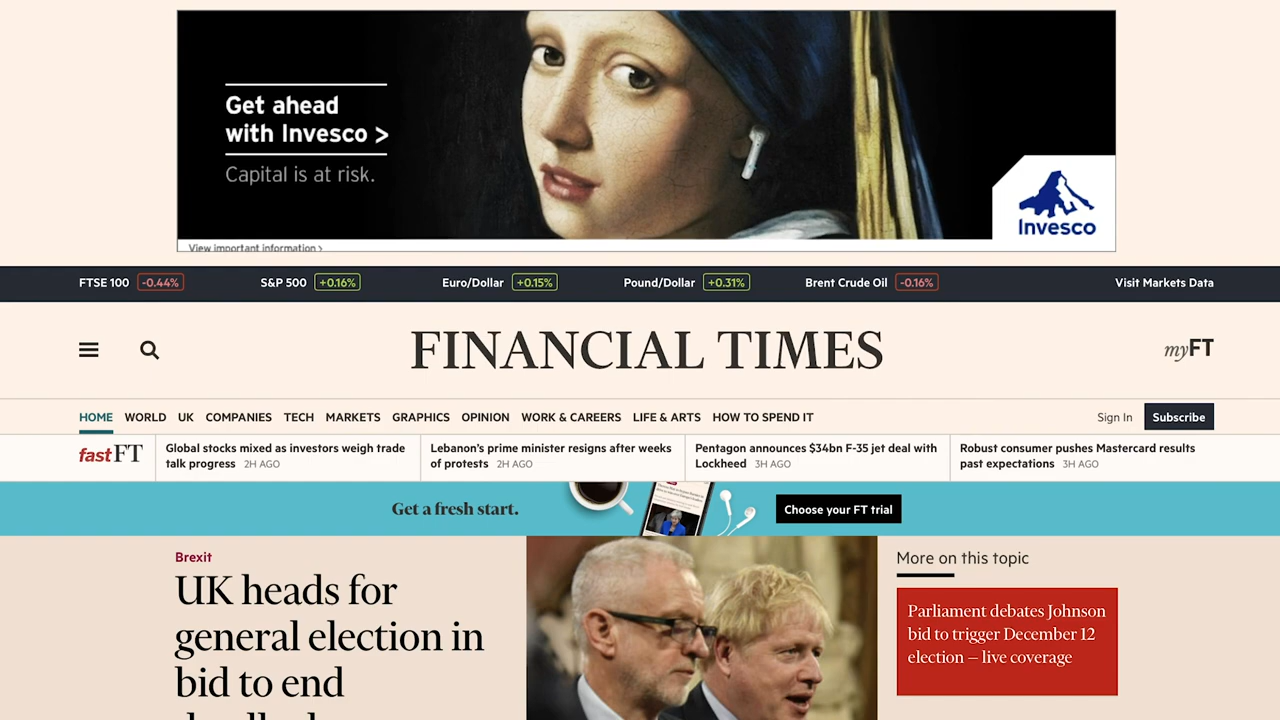 Get ahead
with Invesco >
Capital is at risk.
Invesco
View important information >
FTSE 100 -0.44% S&P 500 +0.16% Euro/Dollar +0.15% Pound/Dollar +0.31% Brent Crude Oil -0.16% Visit Markets Data
FINANCIAL TIMES
myFT
HOME WORLD UK COMPANIES TECH MARKETS GRAPHICS OPINION WORK & CAREERS LIFE & ARTS HOW TO SPEND IT Sign In Subscribe
fastFT
Global stocks mixed as investors weigh trade
talk progress 2H AGO
Lebanon's prime minister resigns after weeks
of protests 2H AGO
Pentagon announces $34bn F-35 jet deal with
Lockheed 3H AGO
Robust consumer pushes Mastercard results
past expectations 3H AGO
Get a fresh start.
Choose your FT trial
Brexit
UK heads for
general election in
bid to end
More on this topic
Parliament debates Johnson
bid to trigger December 12
election – live coverage